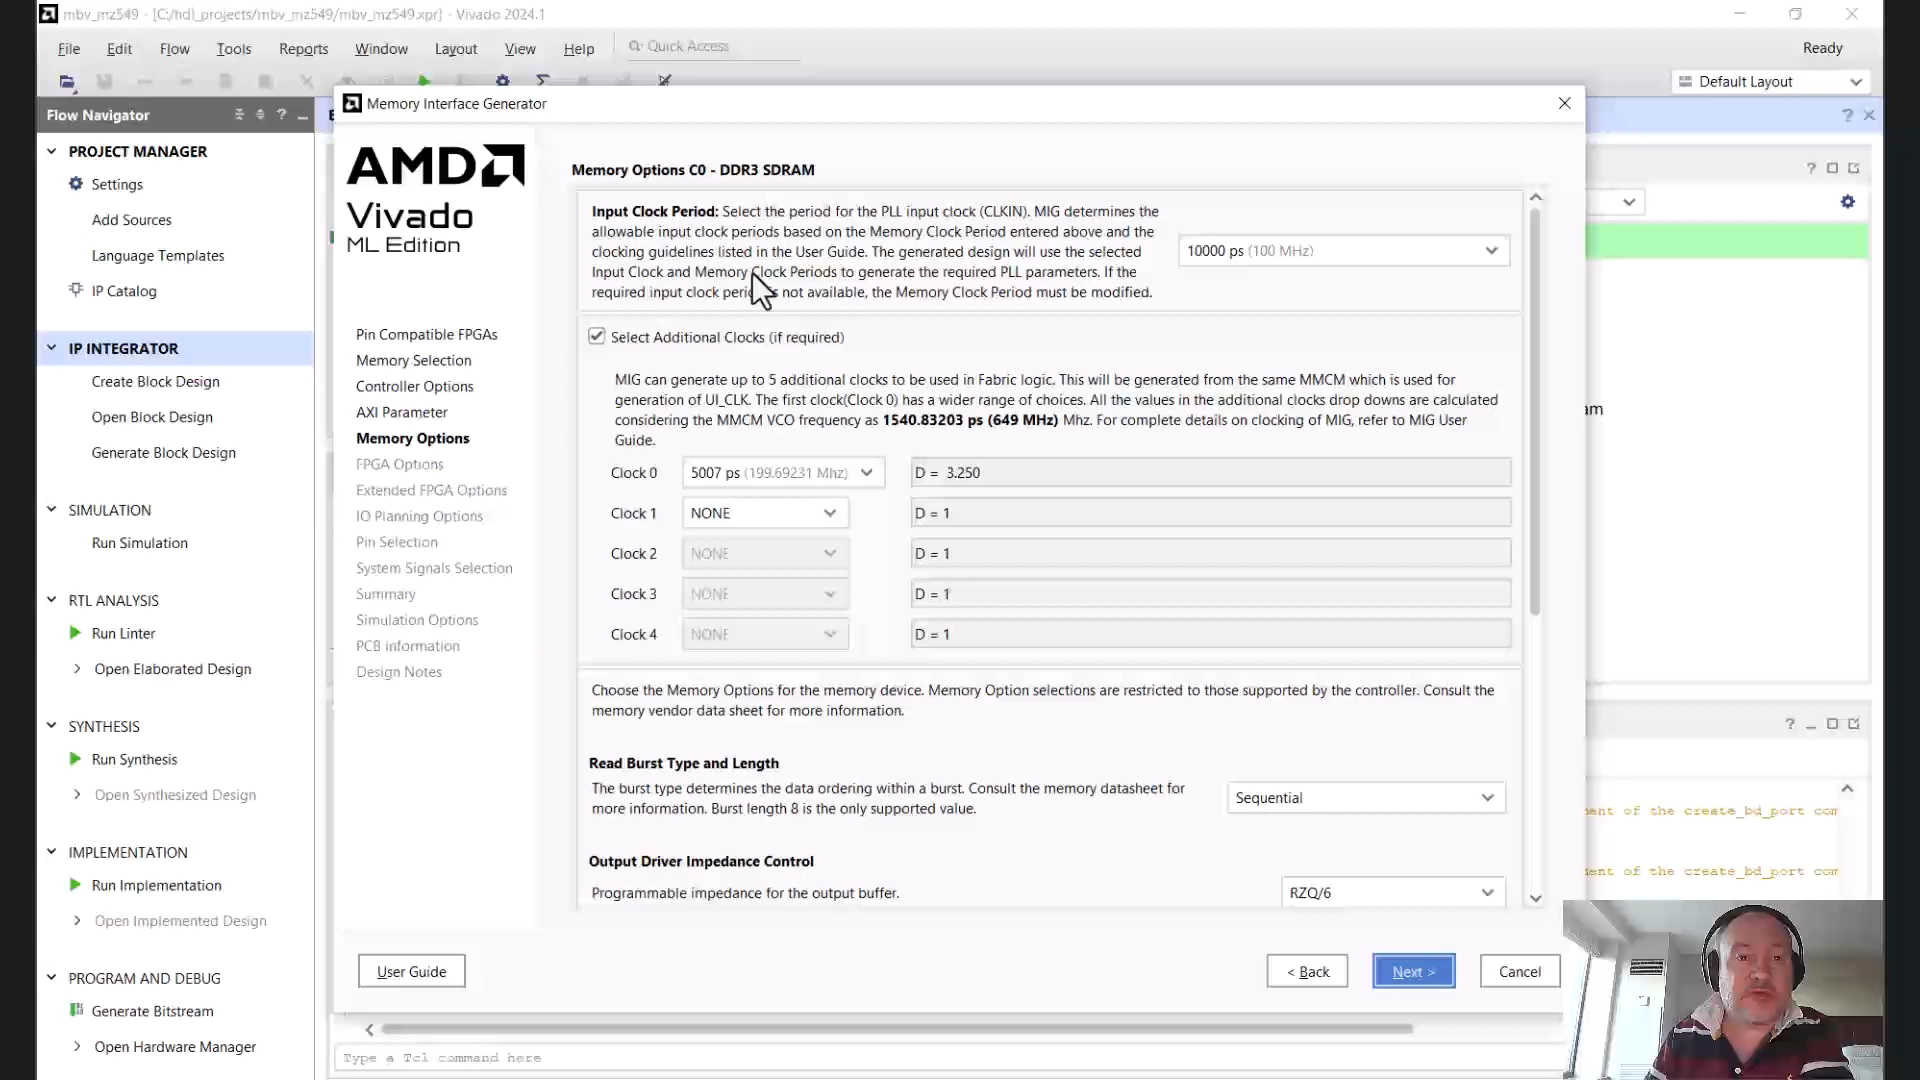 mbv_mz549 - [C:/hdl_projects/mbv_mz549/mbv_mz549.xpr] - Vivado 2024.1
File Edit Flow Tools Reports Window Layout View Help Quick Access Ready
Default Layout
Flow Navigator
PROJECT MANAGER
Settings
Add Sources
Language Templates
IP Catalog
IP INTEGRATOR
Create Block Design
Open Block Design
Generate Block Design
SIMULATION
Run Simulation
RTL ANALYSIS
Run Linter
Open Elaborated Design
SYNTHESIS
Run Synthesis
Open Synthesized Design
IMPLEMENTATION
Run Implementation
Open Implemented Design
PROGRAM AND DEBUG
Generate Bitstream
Open Hardware Manager
Memory Interface Generator
AMD
Vivado
ML Edition
Pin Compatible FPGAs
Memory Selection
Controller Options
AXI Parameter
Memory Options
FPGA Options
Extended FPGA Options
IO Planning Options
Pin Selection
System Signals Selection
Summary
Simulation Options
PCB information
Design Notes
Memory Options C0 - DDR3 SDRAM
Input Clock Period: Select the period for the PLL input clock (CLKIN). MIG determines the
allowable input clock periods based on the Memory Clock Period entered above and the
clocking guidelines listed in the User Guide. The generated design will use the selected
Input Clock and Memory Clock Periods to generate the required PLL parameters. If the
required input clock period is not available, the Memory Clock Period must be modified.
10000 ps (100 MHz)
Select Additional Clocks (if required)
MIG can generate up to 5 additional clocks to be used in Fabric logic. This will be generated from the same MMCM which is used for
generation of UI_CLK. The first clock(Clock 0) has a wider range of choices. All the values in the additional clocks drop downs are calculated
considering the MMCM VCO frequency as 1540.83203 ps (649 MHz) Mhz. For complete details on clocking of MIG, refer to MIG User
Guide.
Clock 0 5007 ps (199.69231 Mhz) D = 3.250
Clock 1 NONE D = 1
Clock 2 NONE D = 1
Clock 3 NONE D = 1
Clock 4 NONE D = 1
Choose the Memory Options for the memory device. Memory Option selections are restricted to those supported by the controller. Consult the
memory vendor data sheet for more information.
Read Burst Type and Length
The burst type determines the data ordering within a burst. Consult the memory datasheet for
more information. Burst length 8 is the only supported value.
Sequential
Output Driver Impedance Control
Programmable impedance for the output buffer.
RZQ/6
User Guide < Back Next > Cancel
am
ment of the create_bd_port com
ment of the create_bd_port com
Type a Tcl command here